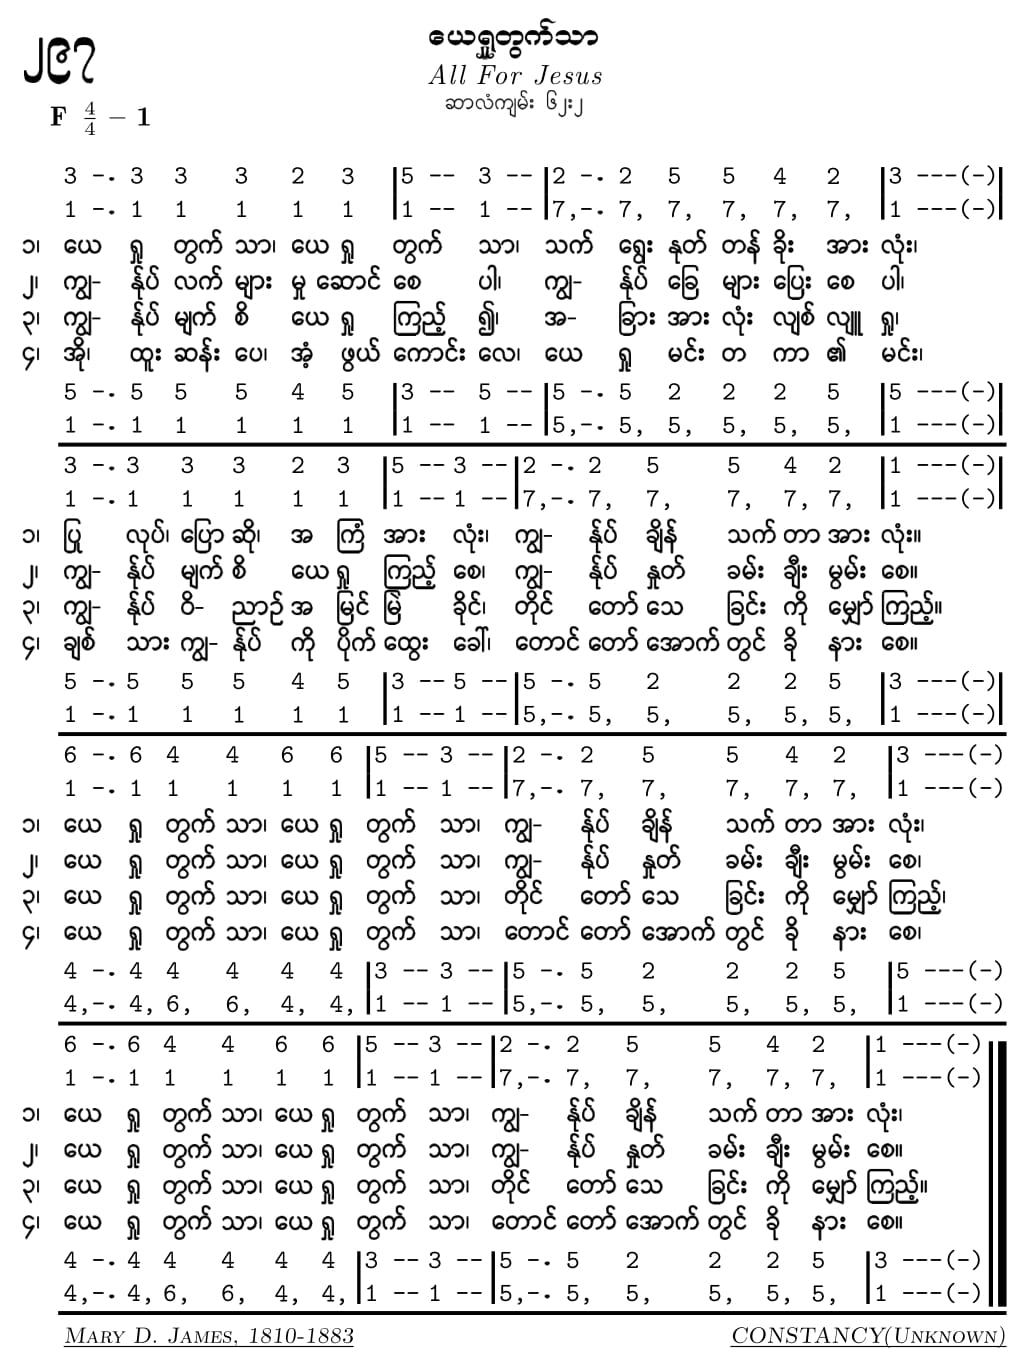 ၂၉၇
ယေရှုတွက်သာ
All For Jesus
ဆာလံကျမ်း ၆၂း၂
F 4/4 – 1
3 -. 3 3 3 2 3 |5 -- 3 --|2 -. 2 5 5 4 2 |3 ---(-)|
1 -. 1 1 1 1 1 |1 -- 1 --|7,-. 7, 7, 7, 7, 7, |1 ---(-)|
၁၊ ယေ ရှု တွက် သာ၊ ယေ ရှု တွက် သာ၊ သက် ရွေး နုတ် တန် ခိုး အား လုံး၊
၂၊ ကျွ- န်ုပ် လက် များ မှု ဆောင် စေ ပါ၊ ကျွ- န်ုပ် ခြေ များ ပြေး စေ ပါ၊
၃၊ ကျွ- န်ုပ် မျက် စိ ယေ ရှု ကြည့် ၍၊ အ- ခြား အား လုံး လျစ် လျူ ရှု၊
၄၊ အို၊ ထူး ဆန်း ပေ၊ အံ့ ဖွယ် ကောင်း လေ၊ ယေ ရှု မင်း တ ကာ ၏ မင်း၊
5 -. 5 5 5 4 5 |3 -- 5 --|5 -. 5 2 2 2 5 |5 ---(-)|
1 -. 1 1 1 1 1 |1 -- 1 --|5,-. 5, 5, 5, 5, 5, |1 ---(-)|
3 -. 3 3 3 2 3 |5 -- 3 --|2 -. 2 5 5 4 2 |1 ---(-)|
1 -. 1 1 1 1 1 |1 -- 1 --|7,-. 7, 7, 7, 7, 7, |1 ---(-)|
၁၊ ပြု လုပ်၊ ပြော ဆို၊ အ ကြံ အား လုံး၊ ကျွ- န်ုပ် ချိန် သက် တာ အား လုံး။
၂၊ ကျွ- န်ုပ် မျက် စိ ယေ ရှု ကြည့် စေ၊ ကျွ- န်ုပ် နှုတ် ခမ်း ချီး မွမ်း စေ။
၃၊ ကျွ- န်ုပ် ဝိ- ညာဉ် အ မြင် မြဲ ခိုင်၊ တိုင် တော် သေ ခြင်း ကို မျှော် ကြည့်။
၄၊ ချစ် သား ကျွ- န်ုပ် ကို ပိုက် ထွေး ခေါ်၊ တောင် တော် အောက် တွင် ခို နား စေ။
5 -. 5 5 5 4 5 |3 -- 5 --|5 -. 5 2 2 2 5 |3 ---(-)|
1 -. 1 1 1 1 1 |1 -- 1 --|5,-. 5, 5, 5, 5, 5, |1 ---(-)|
6 -. 6 4 4 6 6 |5 -- 3 --|2 -. 2 5 5 4 2 |3 ---(-)
1 -. 1 1 1 1 1 |1 -- 1 --|7,-. 7, 7, 7, 7, 7, |1 ---(-)
၁၊ ယေ ရှု တွက် သာ၊ ယေ ရှု တွက် သာ၊ ကျွ- န်ုပ် ချိန် သက် တာ အား လုံး၊
၂၊ ယေ ရှု တွက် သာ၊ ယေ ရှု တွက် သာ၊ ကျွ- န်ုပ် နှုတ် ခမ်း ချီး မွမ်း စေ၊
၃၊ ယေ ရှု တွက် သာ၊ ယေ ရှု တွက် သာ၊ တိုင် တော် သေ ခြင်း ကို မျှော် ကြည့်၊
၄၊ ယေ ရှု တွက် သာ၊ ယေ ရှု တွက် သာ၊ တောင် တော် အောက် တွင် ခို နား စေ၊
4 -. 4 4 4 4 4 |3 -- 3 --|5 -. 5 2 2 2 5 |5 ---(-)
4,-. 4, 6, 6, 4, 4, |1 -- 1 --|5,-. 5, 5, 5, 5, 5, |1 ---(-)
6 -. 6 4 4 6 6 |5 -- 3 --|2 -. 2 5 5 4 2 |1 ---(-)
1 -. 1 1 1 1 1 |1 -- 1 --|7,-. 7, 7, 7, 7, 7, |1 ---(-)
၁၊ ယေ ရှု တွက် သာ၊ ယေ ရှု တွက် သာ၊ ကျွ- န်ုပ် ချိန် သက် တာ အား လုံး၊
၂၊ ယေ ရှု တွက် သာ၊ ယေ ရှု တွက် သာ၊ ကျွ- န်ုပ် နှုတ် ခမ်း ချီး မွမ်း စေ။
၃၊ ယေ ရှု တွက် သာ၊ ယေ ရှု တွက် သာ၊ တိုင် တော် သေ ခြင်း ကို မျှော် ကြည့်။
၄၊ ယေ ရှု တွက် သာ၊ ယေ ရှု တွက် သာ၊ တောင် တော် အောက် တွင် ခို နား စေ။
4 -. 4 4 4 4 4 |3 -- 3 --|5 -. 5 2 2 2 5 |3 ---(-)
4,-. 4, 6, 6, 4, 4, |1 -- 1 --|5,-. 5, 5, 5, 5, 5, |1 ---(-)
MARY D. JAMES, 1810-1883 CONSTANCY(UNKNOWN)